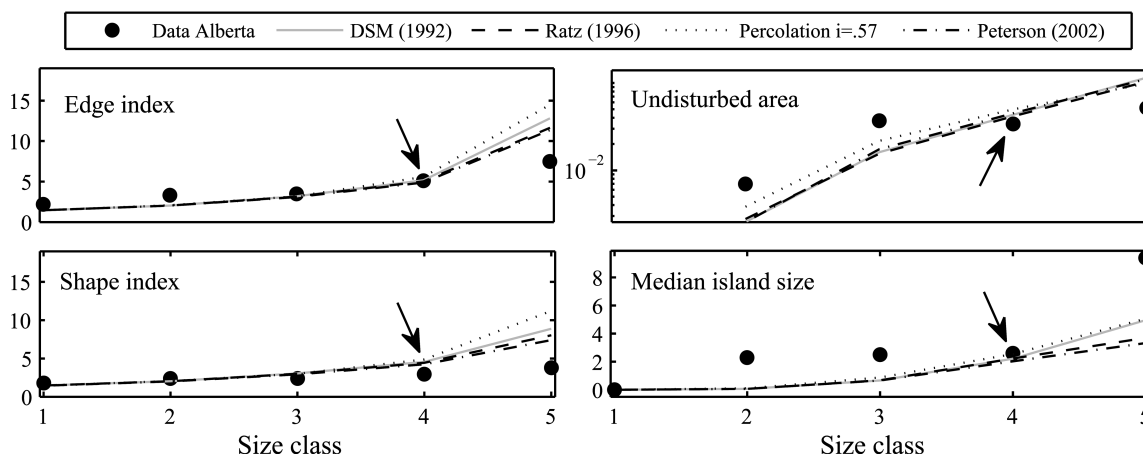 Data Alberta DSM (1992) Ratz (1996) Percolation i=.57 Peterson (2002)
Edge index
15
10
5
0
Undisturbed area
10⁻²
Shape index
15
10
5
0
1 2 3 4 5
Size class
Median island size
8
6
4
2
0
1 2 3 4 5
Size class